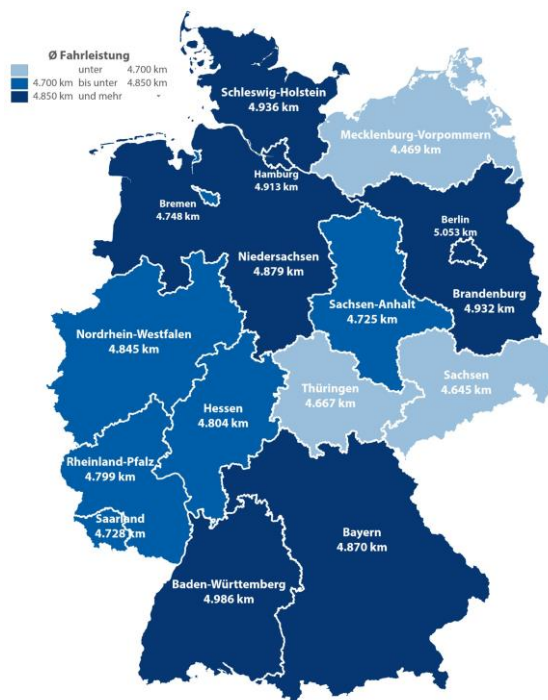 Ø Fahrleistung
unter 4.700 km
4.700 km bis unter 4.850 km
4.850 km und mehr -
Schleswig-Holstein
4.936 km
Mecklenburg-Vorpommern
4.469 km
Hamburg
4.913 km
Bremen
4.748 km
Berlin
5.053 km
Niedersachsen
4.879 km
Brandenburg
4.932 km
Sachsen-Anhalt
4.725 km
Nordrhein-Westfalen
4.845 km
Sachsen
4.645 km
Thüringen
4.667 km
Hessen
4.804 km
Rheinland-Pfalz
4.799 km
Saarland
4.728 km
Bayern
4.870 km
Baden-Württemberg
4.986 km